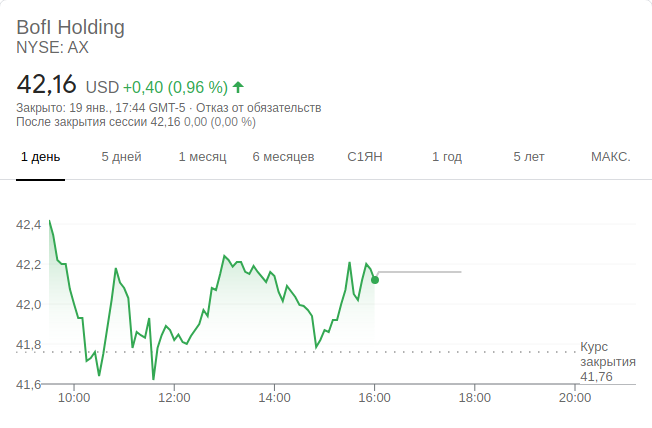 BofI Holding
NYSE: AX
42,16 USD +0,40 (0,96 %)
Закрыто: 19 янв., 17:44 GMT-5 · Отказ от обязательств
После закрытия сессии 42,16 0,00 (0,00 %)
1 день 5 дней 1 месяц 6 месяцев С1ЯН 1 год 5 лет МАКС.
42,4
42,2
42,0
41,8
Курс
закрытия
41,76
41,6
10:00 12:00 14:00 16:00 18:00 20:00